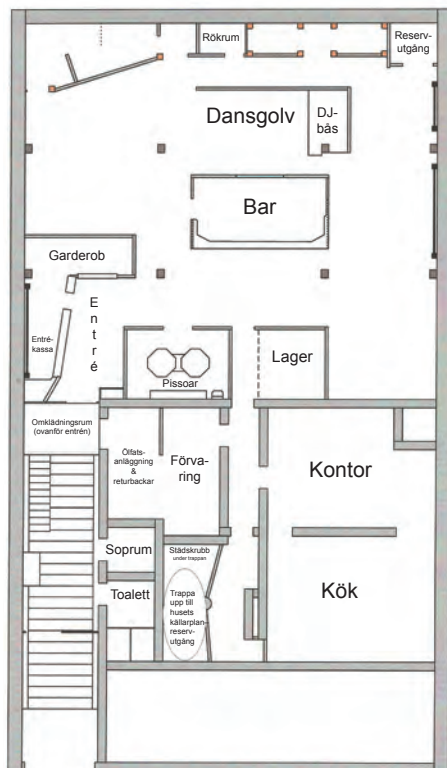 Rökrum
Reserv-
utgång
Dansgolv
DJ-
bås
Bar
Garderob
Entré
Entré-
kassa
Pissoar
Lager
Omklädningsrum
(ovanför entrén)
Ölfats-
anläggning
&
returbackar
Förva-
ring
Kontor
Soprum
Städskrubb
under trappan
Toalett
Trappa
upp till
husets
källarplan-
reserv-
utgång
Kök